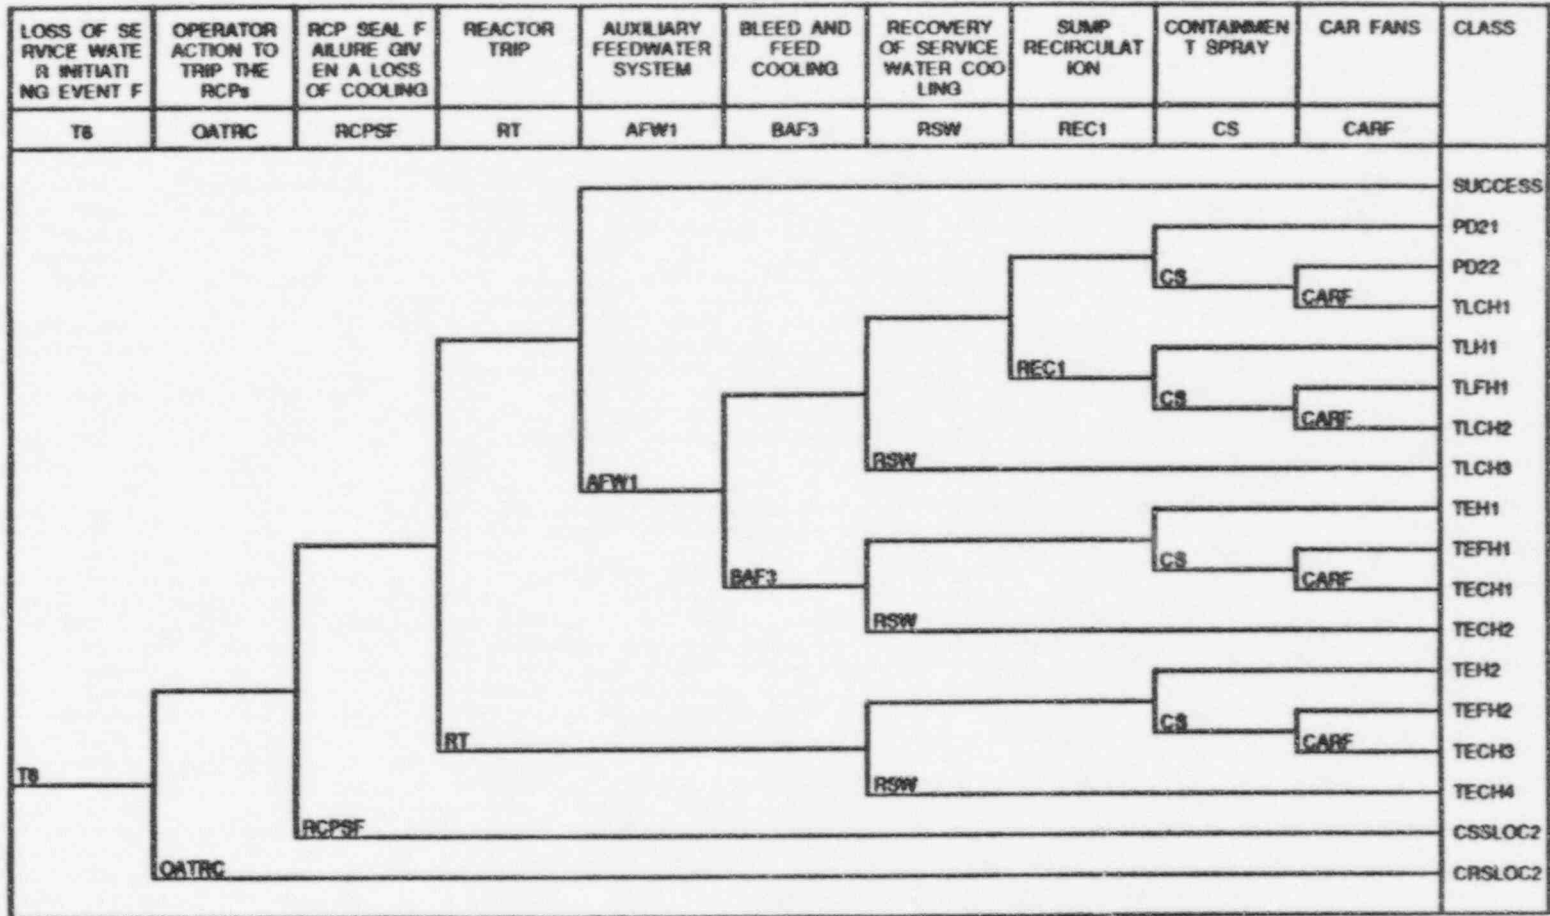 LOSS OF SE
RVICE WATE
R INITIATI
NG EVENT F
OPERATOR
ACTION TO
TRIP THE
RCPs
RCP SEAL F
AILURE GIV
EN A LOSS
OF COOLING
REACTOR
TRIP
AUXILIARY
FEEDWATER
SYSTEM
BLEED AND
FEED
COOLING
RECOVERY
OF SERVICE
WATER COO
LING
SUMP
RECIRCULAT
ION
CONTAINMEN
T SPRAY
CAR FANS
CLASS
T6
OATRC
RCPSF
RT
AFW1
BAF3
RSW
REC1
CS
CARF
SUCCESS
PD21
CS
PD22
CARF
TLCH1
TLH1
REC1
TLFH1
CS
CARF
TLCH2
RSW
TLCH3
AFW1
TEH1
TEFH1
CS
BAF3
CARF
TECH1
RSW
TECH2
TEH2
TEFH2
CS
RT
CARF
TECH3
T6
RSW
TECH4
RCPSF
CSSLOC2
OATRC
CRSLOC2